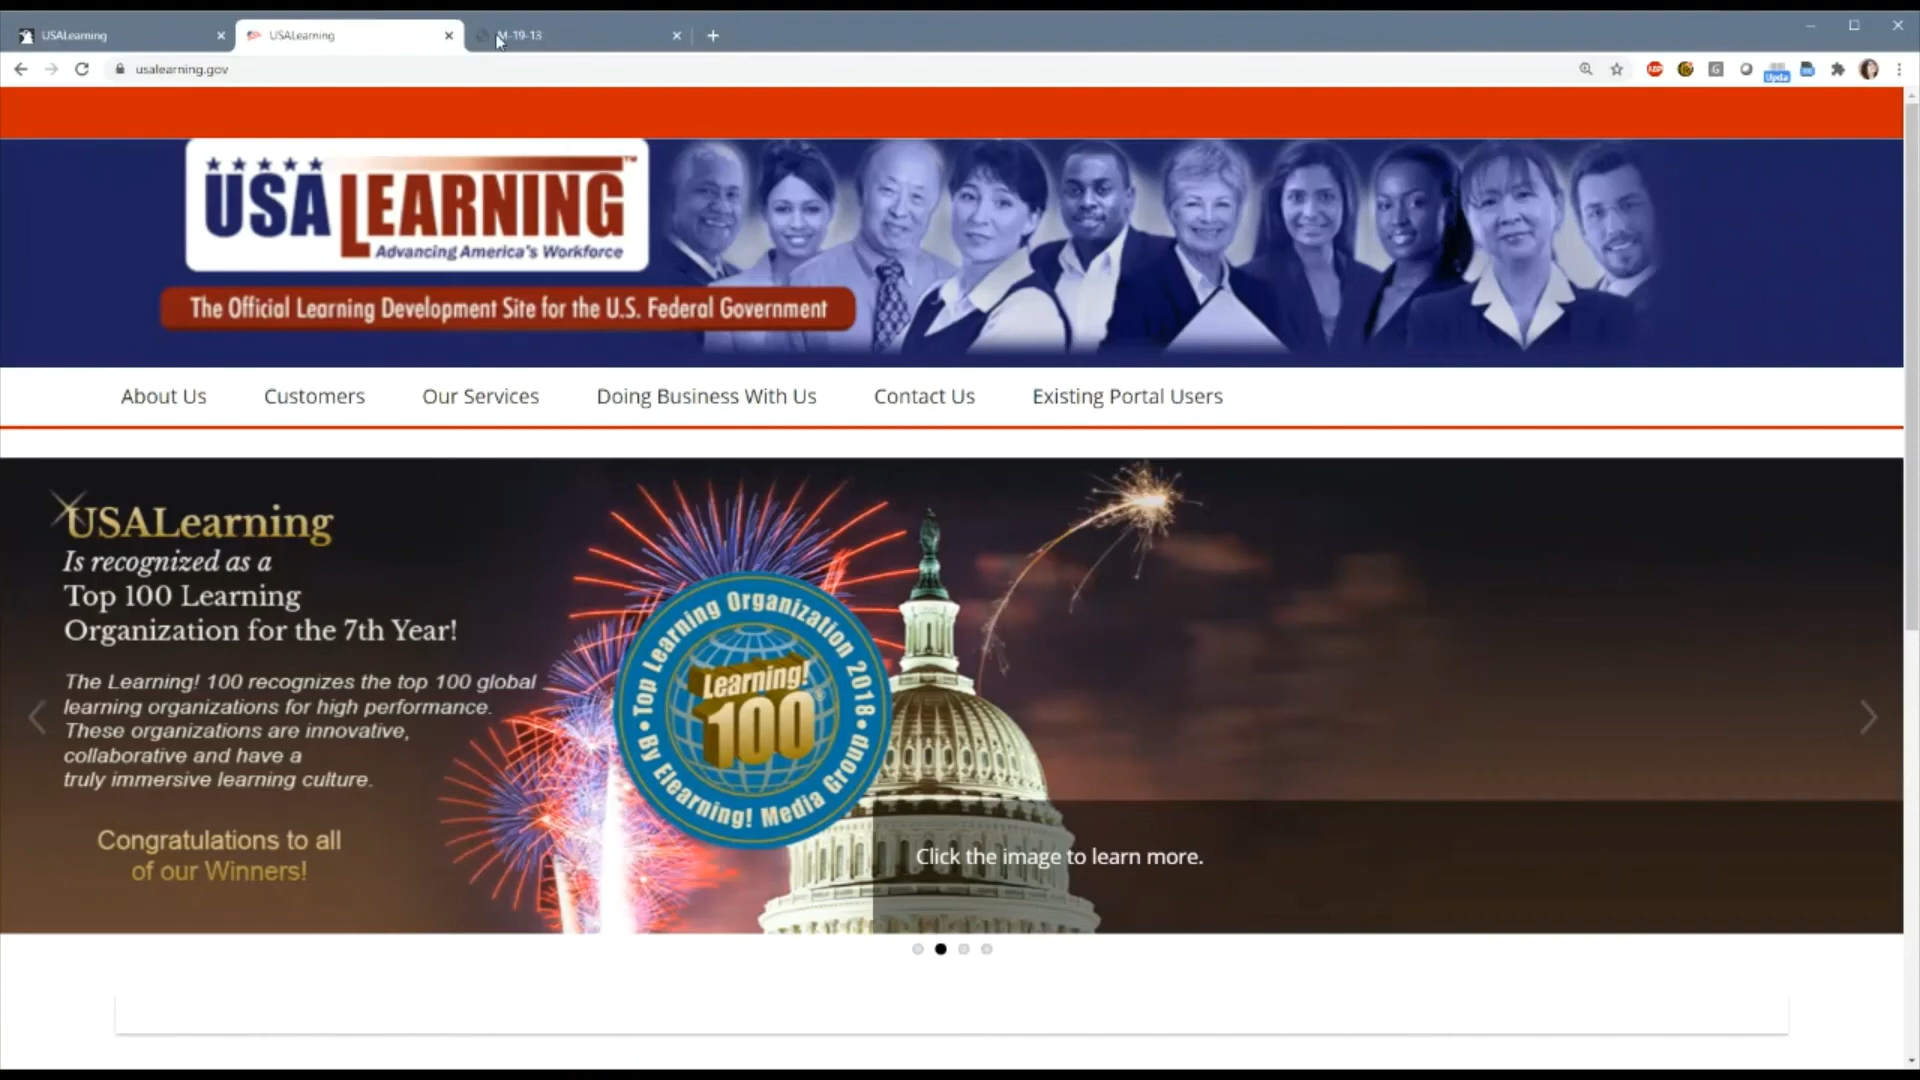 USALearning
USALearning
M-19-13
usalearning.gov
Upda
USALEARNING™
Advancing America's Workforce
The Official Learning Development Site for the U.S. Federal Government
About Us
Customers
Our Services
Doing Business With Us
Contact Us
Existing Portal Users
USALearning
Is recognized as a
Top 100 Learning
Organization for the 7th Year!
The Learning! 100 recognizes the top 100 global
learning organizations for high performance.
These organizations are innovative,
collaborative and have a
truly immersive learning culture.
Congratulations to all
of our Winners!
Top Learning Organization 2018
Learning!
100
By Elearning! Media Group
Click the image to learn more.